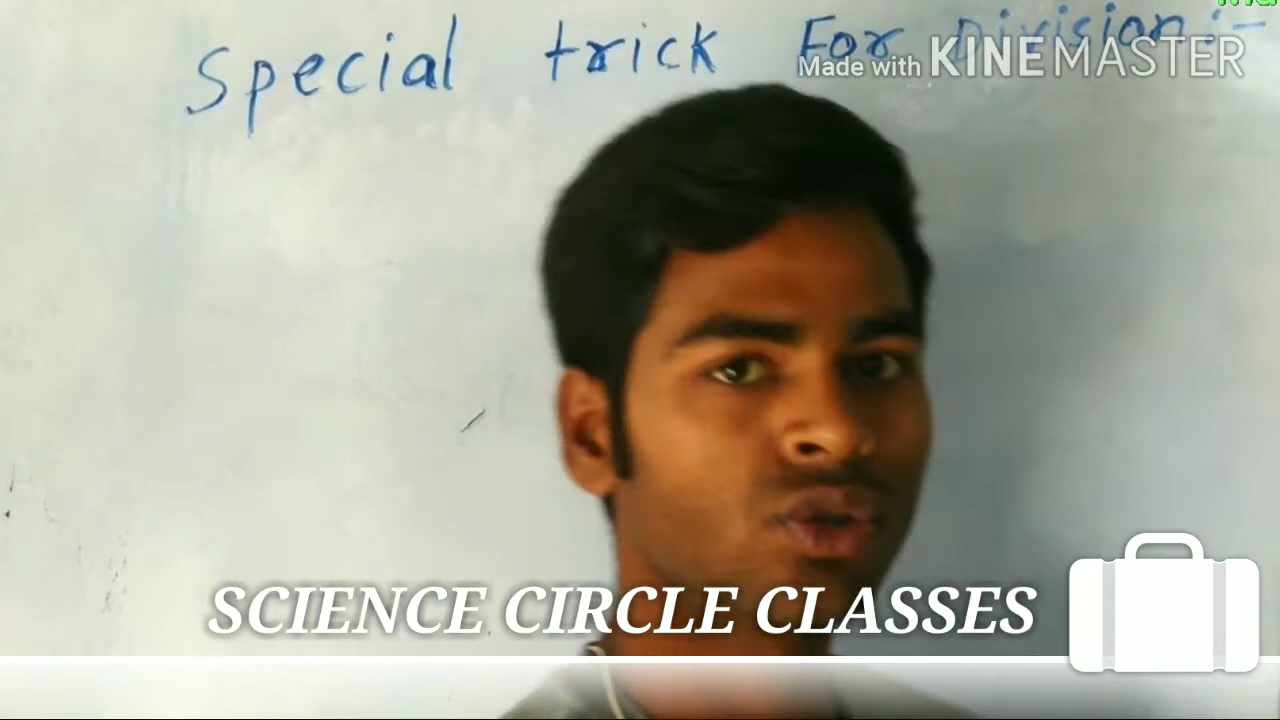 Special trick For Division :-
Made with KINEMASTER
SCIENCE CIRCLE CLASSES